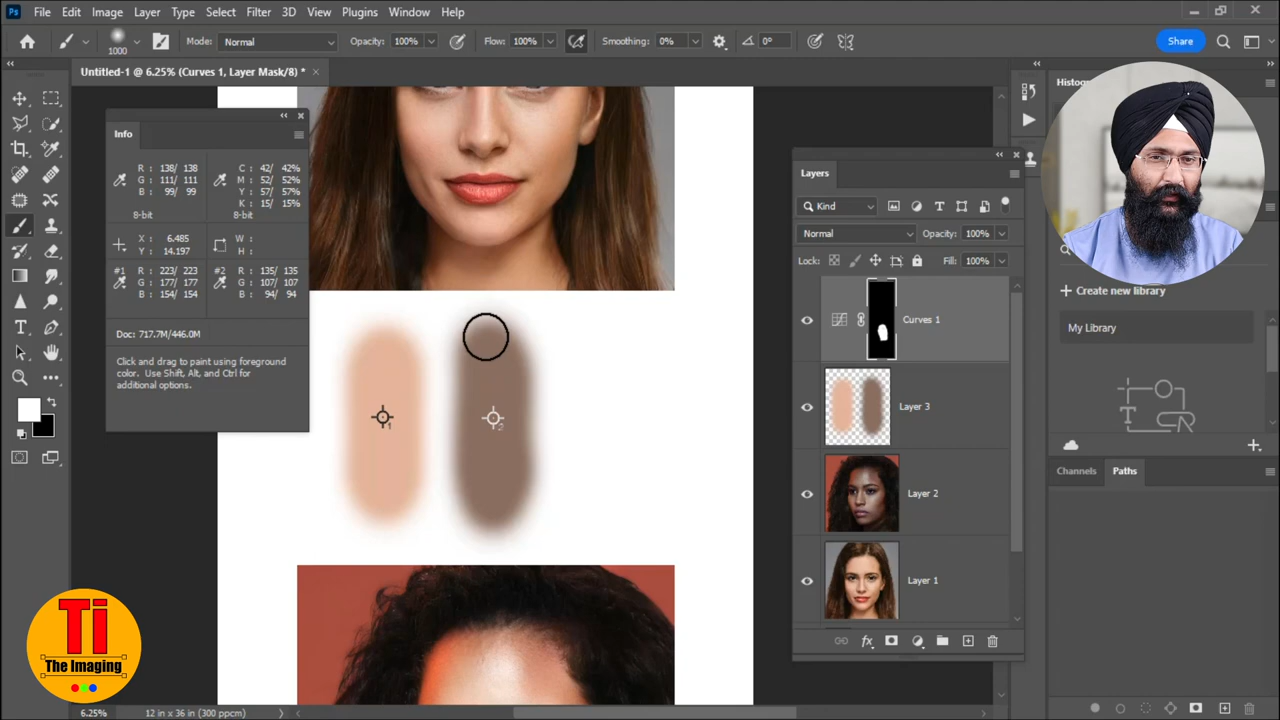 Ps File Edit Image Layer Type Select Filter 3D View Plugins Window Help
1000 Mode: Normal Opacity: 100% Flow: 100% Smoothing: 0% 0° Share
Untitled-1 @ 6.25% (Curves 1, Layer Mask/8) * ×
Histog
Info
R : 138/ 138 C : 42/ 42%
G : 111/ 111 M : 52/ 52%
B : 99/ 99 Y : 57/ 57%
K : 15/ 15%
8-bit 8-bit
X : 6.485 W :
Y : 14.197 H :
#1 R : 223/ 223 #2 R : 135/ 135
G : 177/ 177 G : 107/ 107
B : 154/ 154 B : 94/ 94
Doc: 717.7M/446.0M
Click and drag to paint using foreground
color. Use Shift, Alt, and Ctrl for
additional options.
1
2
Layers
Kind
Normal Opacity: 100%
Lock: Fill: 100%
Curves 1
Layer 3
Layer 2
Layer 1
fx
+ Create new library
My Library
Channels Paths
Ti
The Imaging
6.25% 12 in x 36 in (300 ppcm)